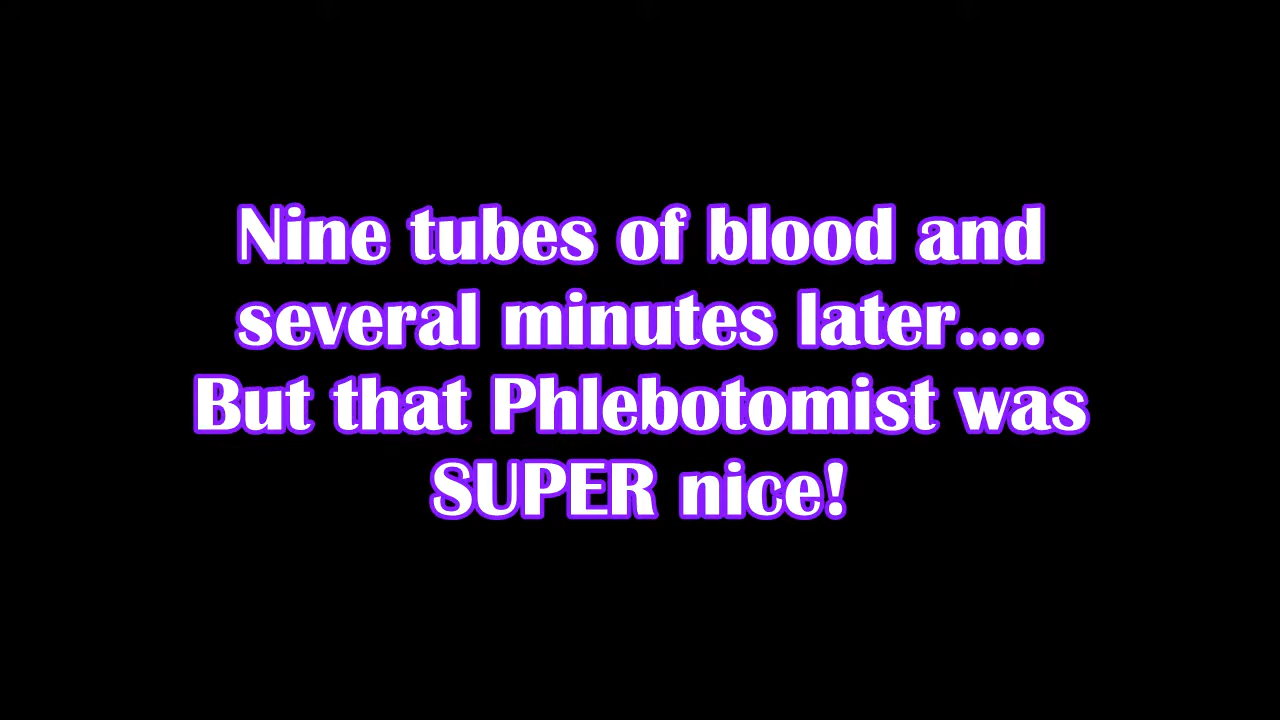 Nine tubes of blood and
several minutes later....
But that Phlebotomist was
SUPER nice!